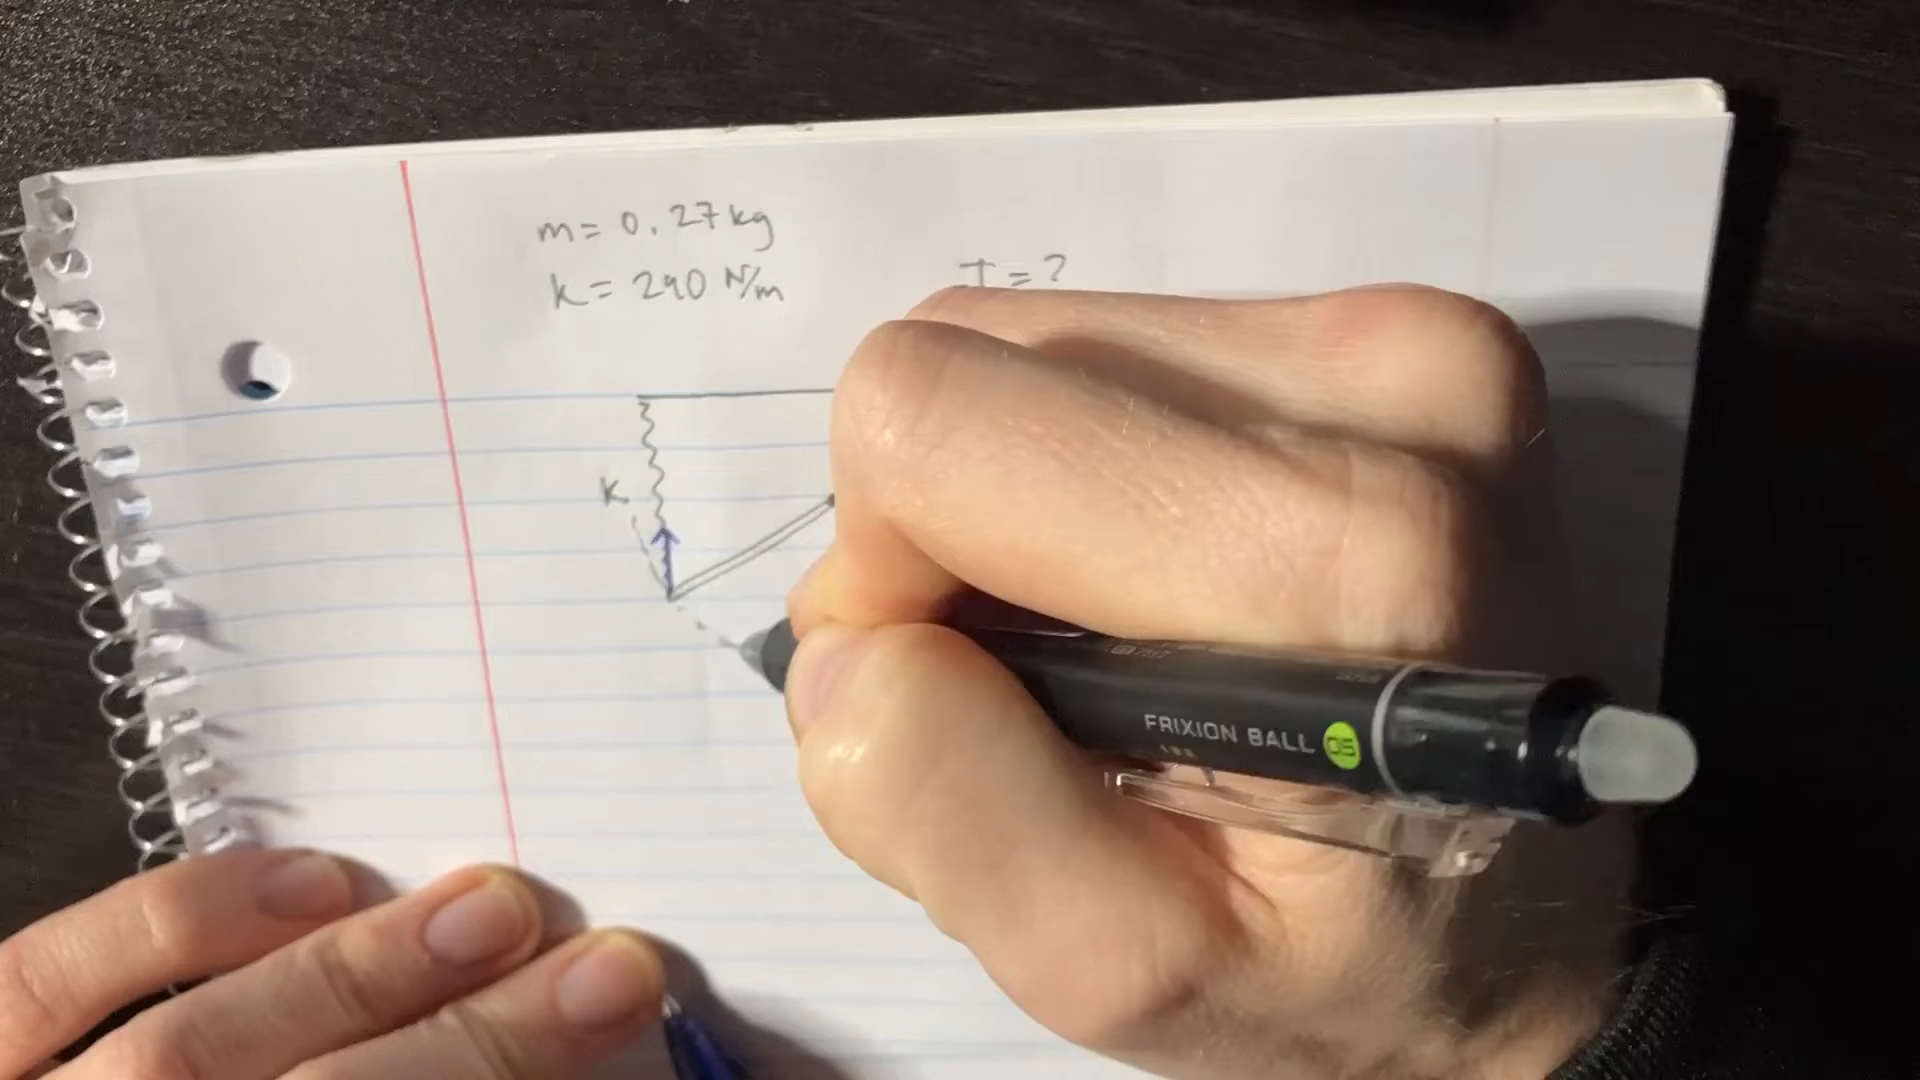 m = 0.27 kg
k = 290 N/m
T = ?
k
FRIXION BALL 05